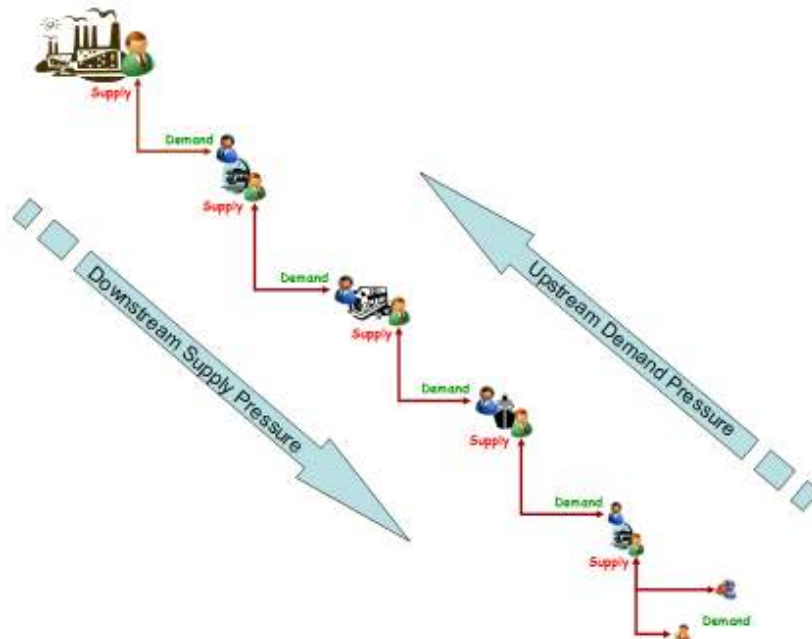 Supply
Demand
Supply
Demand
Supply
Demand
Supply
Demand
Supply
Demand
Downstream Supply Pressure
Upstream Demand Pressure